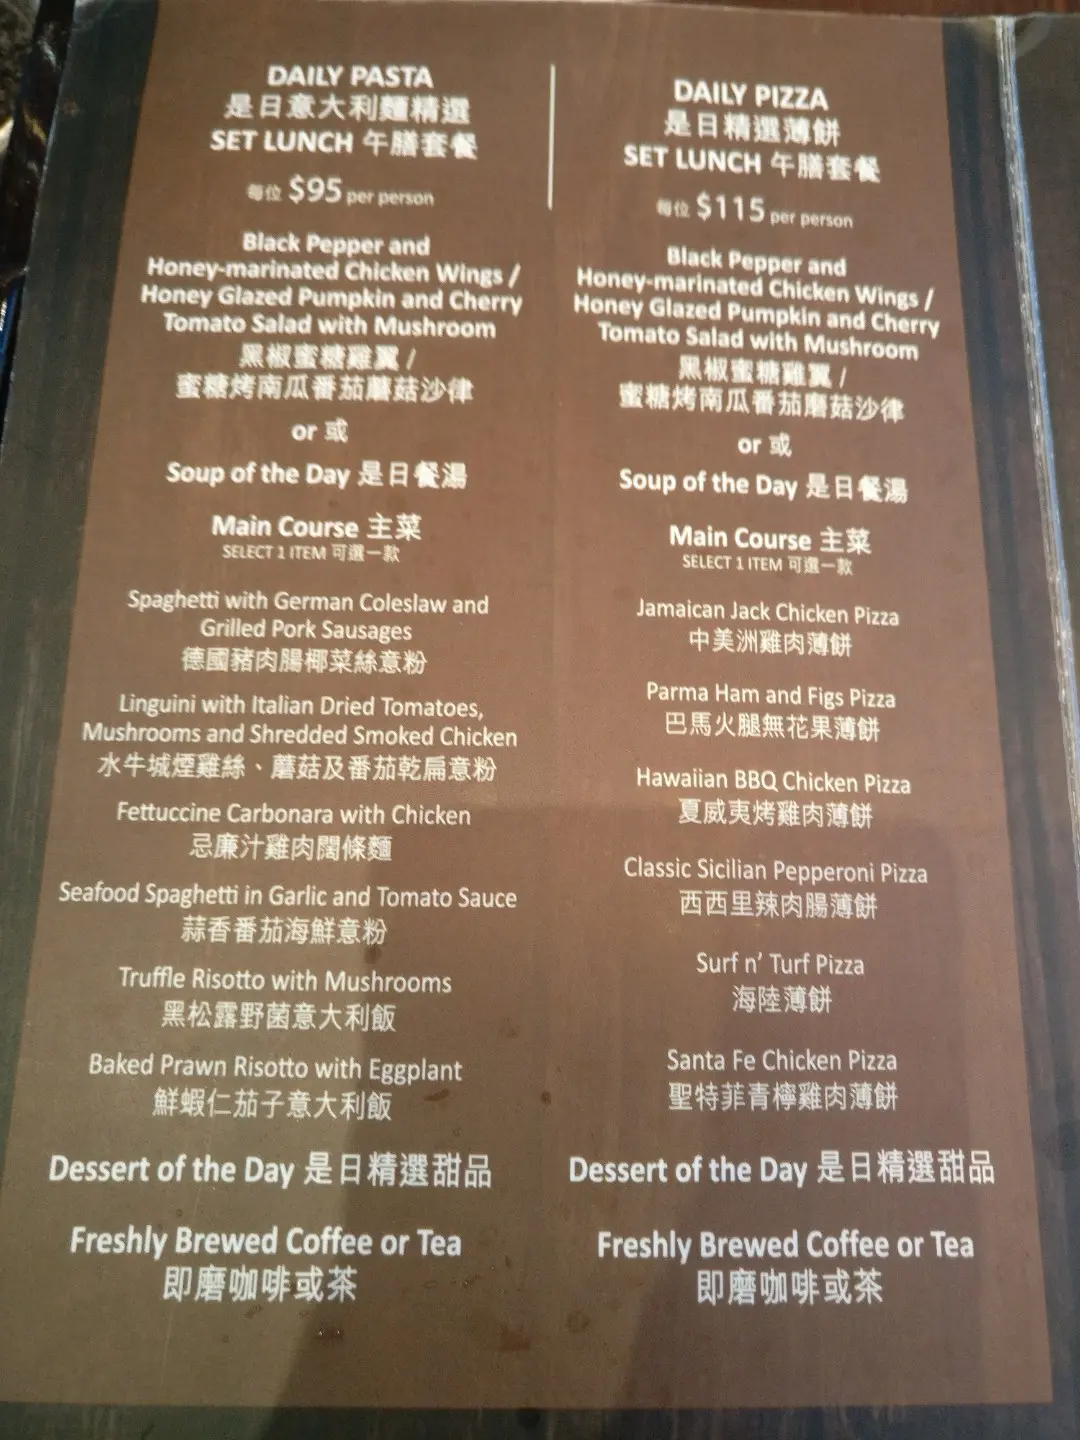 DAILY PASTA
是日意大利麵精選
SET LUNCH 午膳套餐
每位 $95 per person
Black Pepper and
Honey-marinated Chicken Wings /
Honey Glazed Pumpkin and Cherry
Tomato Salad with Mushroom
黑椒蜜糖雞翼 /
蜜糖烤南瓜番茄蘑菇沙律
or 或
Soup of the Day 是日餐湯
Main Course 主菜
SELECT 1 ITEM 可選一款
Spaghetti with German Coleslaw and
Grilled Pork Sausages
德國豬肉腸椰菜絲意粉
Linguini with Italian Dried Tomatoes,
Mushrooms and Shredded Smoked Chicken
水牛城煙雞絲、蘑菇及番茄乾扁意粉
Fettuccine Carbonara with Chicken
忌廉汁雞肉闊條麵
Seafood Spaghetti in Garlic and Tomato Sauce
蒜香番茄海鮮意粉
Truffle Risotto with Mushrooms
黑松露野菌意大利飯
Baked Prawn Risotto with Eggplant
鮮蝦仁茄子意大利飯
Dessert of the Day 是日精選甜品
Freshly Brewed Coffee or Tea
即磨咖啡或茶
DAILY PIZZA
是日精選薄餅
SET LUNCH 午膳套餐
每位 $115 per person
Black Pepper and
Honey-marinated Chicken Wings /
Honey Glazed Pumpkin and Cherry
Tomato Salad with Mushroom
黑椒蜜糖雞翼 /
蜜糖烤南瓜番茄蘑菇沙律
or 或
Soup of the Day 是日餐湯
Main Course 主菜
SELECT 1 ITEM 可選一款
Jamaican Jack Chicken Pizza
中美洲雞肉薄餅
Parma Ham and Figs Pizza
巴馬火腿無花果薄餅
Hawaiian BBQ Chicken Pizza
夏威夷烤雞肉薄餅
Classic Sicilian Pepperoni Pizza
西西里辣肉腸薄餅
Surf n' Turf Pizza
海陸薄餅
Santa Fe Chicken Pizza
聖特菲青檸雞肉薄餅
Dessert of the Day 是日精選甜品
Freshly Brewed Coffee or Tea
即磨咖啡或茶